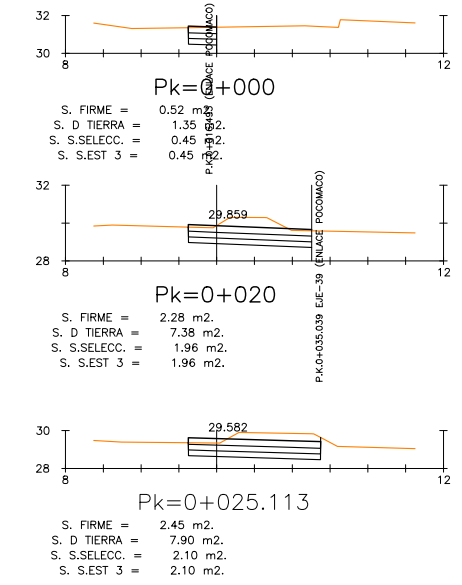 32
30
8
12
Pk=0+000
S. FIRME = 0.52 m2.
S. D TIERRA = 1.35 m2.
S. S.SELECC. = 0.45 m2.
S. S.EST 3 = 0.45 m2.
(ENLACE POCOMACO)
32
28
29.859
8
12
P.K.0+035.039 EJE-39 (ENLACE POCOMACO)
Pk=0+020
S. FIRME = 2.28 m2.
S. D TIERRA = 7.38 m2.
S. S.SELECC. = 1.96 m2.
S. S.EST 3 = 1.96 m2.
30
28
29.582
8
12
Pk=0+025.113
S. FIRME = 2.45 m2.
S. D TIERRA = 7.90 m2.
S. S.SELECC. = 2.10 m2.
S. S.EST 3 = 2.10 m2.